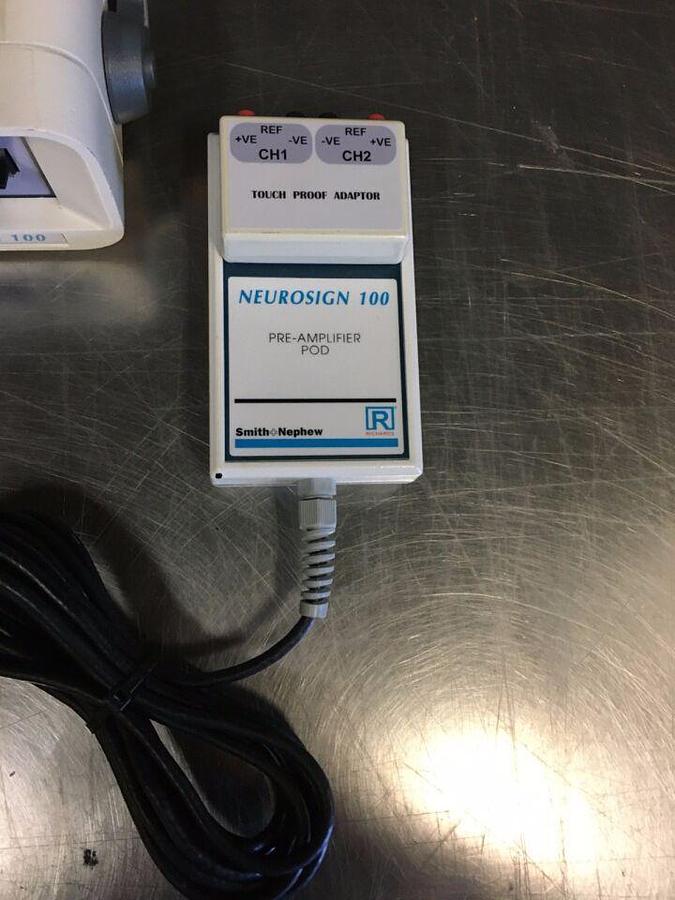 REF REF
+VE -VE -VE +VE
CH1 CH2
TOUCH PROOF ADAPTOR
NEUROSIGN 100
PRE-AMPLIFIER
POD
R
Smith+Nephew
RICHARDS
100